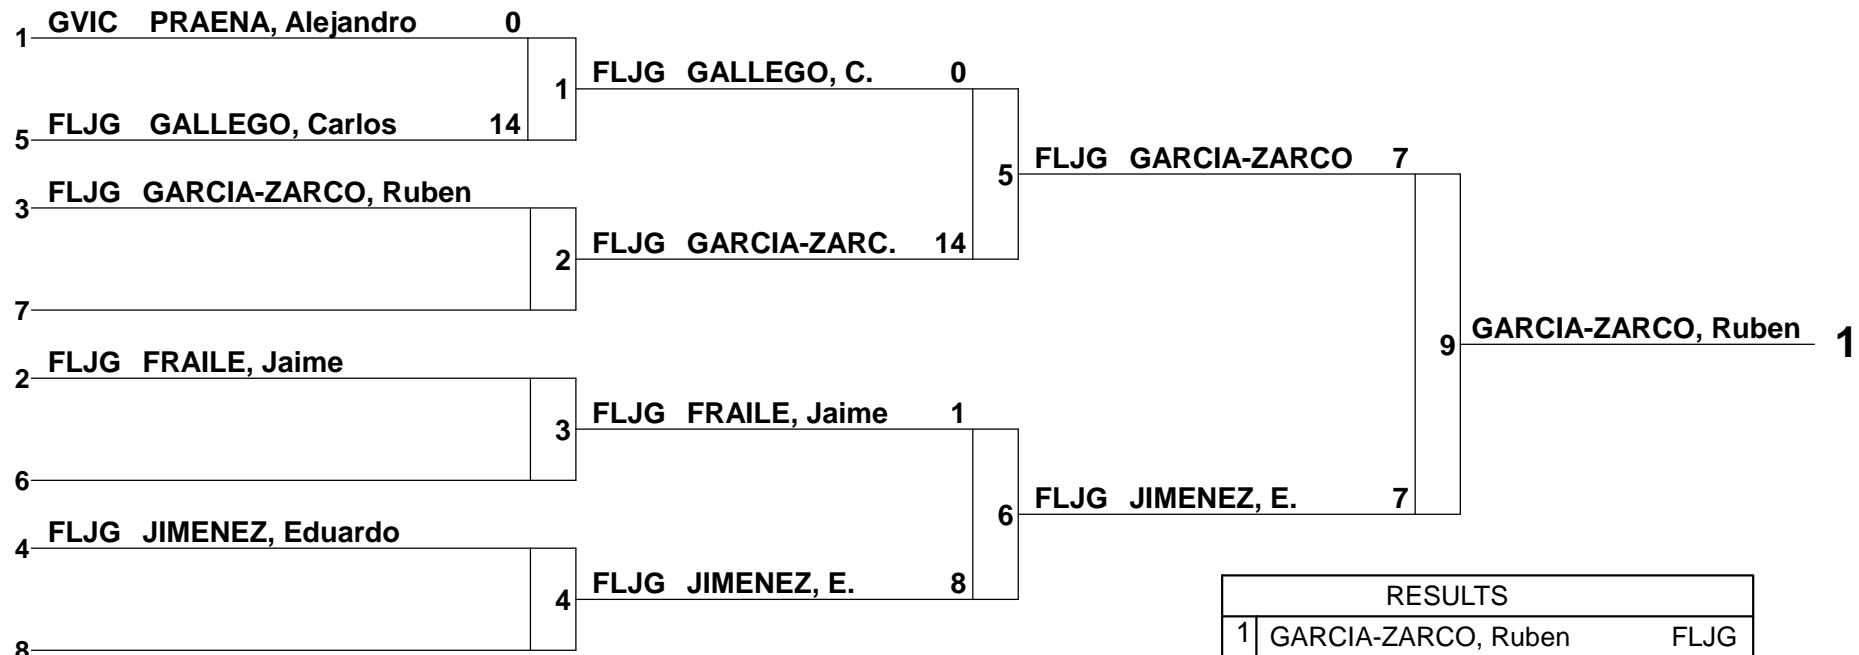 1 GVIC PRAENA, Alejandro 0
1 FLJG GALLEGO, C. 0
5 FLJG GALLEGO, Carlos 14
5 FLJG GARCIA-ZARCO 7
3 FLJG GARCIA-ZARCO, Ruben
2 FLJG GARCIA-ZARC. 14
7
9 GARCIA-ZARCO, Ruben 1
2 FLJG FRAILE, Jaime
3 FLJG FRAILE, Jaime 1
6
6 FLJG JIMENEZ, E. 7
4 FLJG JIMENEZ, Eduardo
4 FLJG JIMENEZ, E. 8
8
RESULTS
1 GARCIA-ZARCO, Ruben FLJG